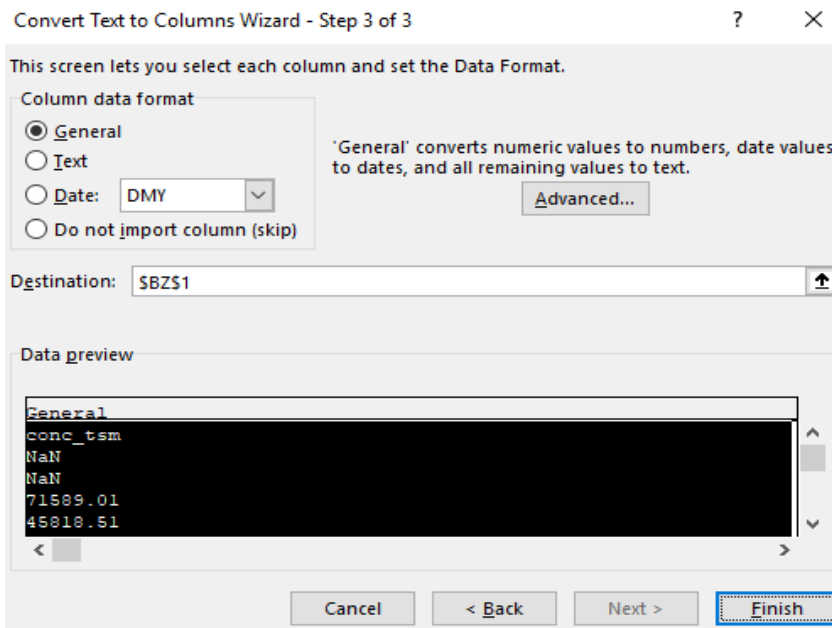 Convert Text to Columns Wizard - Step 3 of 3 ? ×
This screen lets you select each column and set the Data Format.
Column data format
General
Text
Date: DMY
Do not import column (skip)
'General' converts numeric values to numbers, date values
to dates, and all remaining values to text.
Advanced...
Destination: $BZ$1
Data preview
General
conc_tsm
NaN
NaN
71589.01
45818.51
Cancel < Back Next > Finish